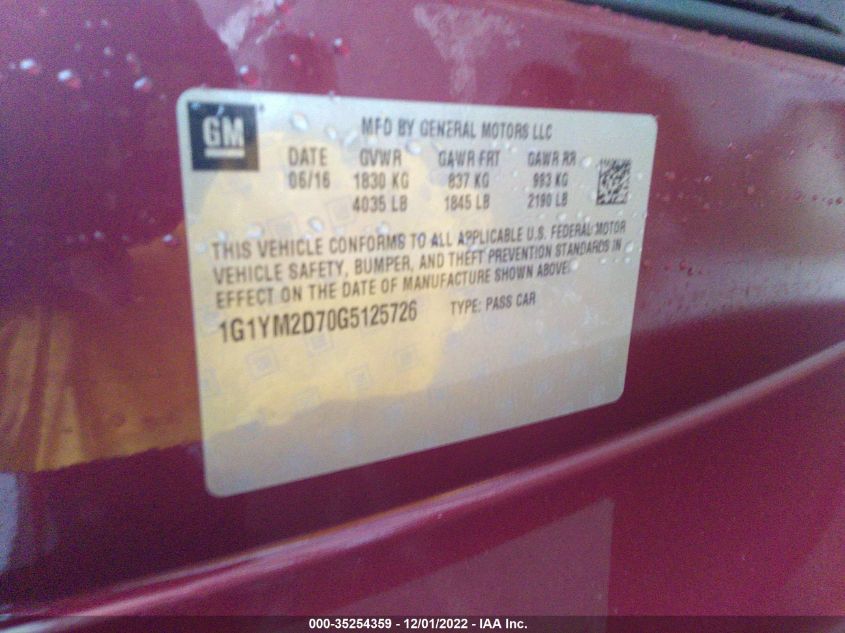 GM
MFD BY GENERAL MOTORS LLC
DATE GVWR GAWR FRT GAWR RR
06/16 1830 KG 837 KG 993 KG
4035 LB 1845 LB 2190 LB
THIS VEHICLE CONFORMS TO ALL APPLICABLE U.S. FEDERAL MOTOR
VEHICLE SAFETY, BUMPER, AND THEFT PREVENTION STANDARDS IN
EFFECT ON THE DATE OF MANUFACTURE SHOWN ABOVE.
1G1YM2D70G5125726 TYPE: PASS CAR
000-35254359 - 12/01/2022 - IAA Inc.